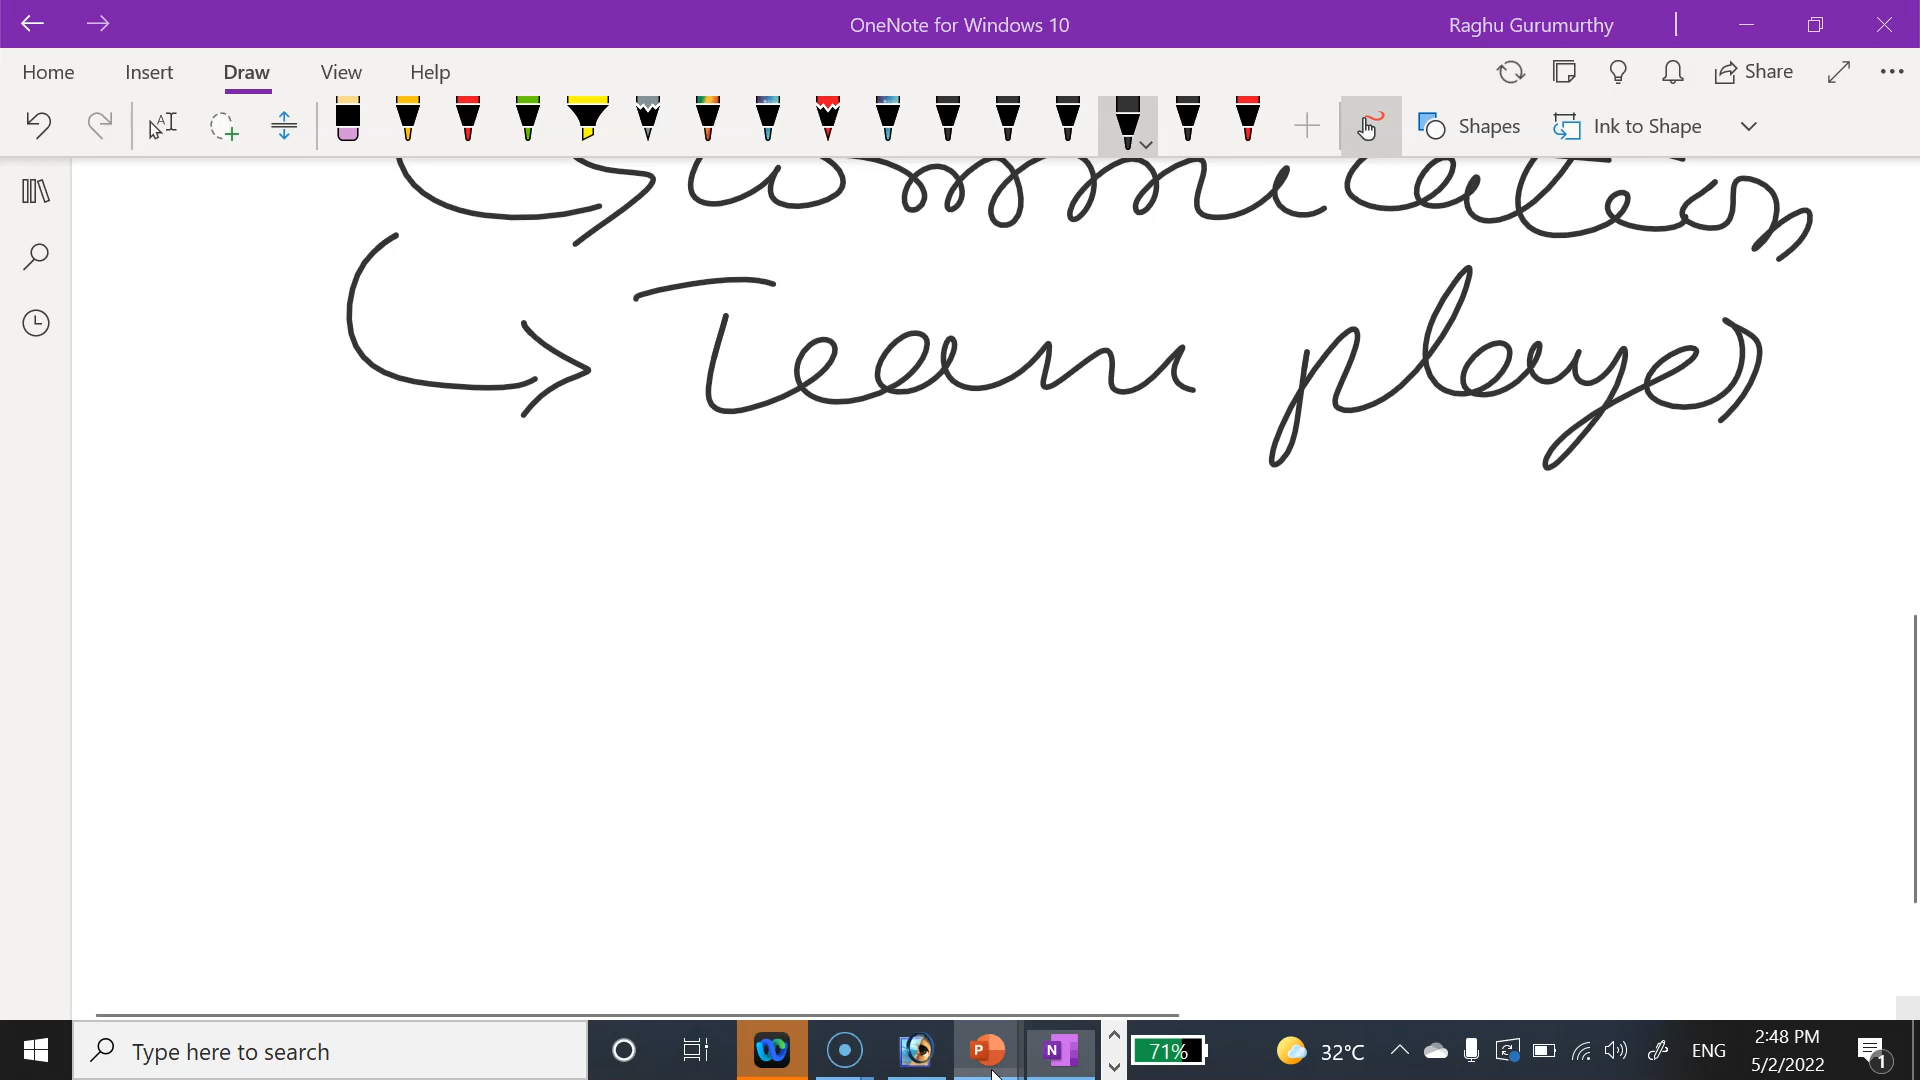 OneNote for Windows 10
Raghu Gurumurthy
Home Insert Draw View Help
Share
Shapes Ink to Shape
Team player
Type here to search
71%
32°C
ENG
2:48 PM
5/2/2022
1